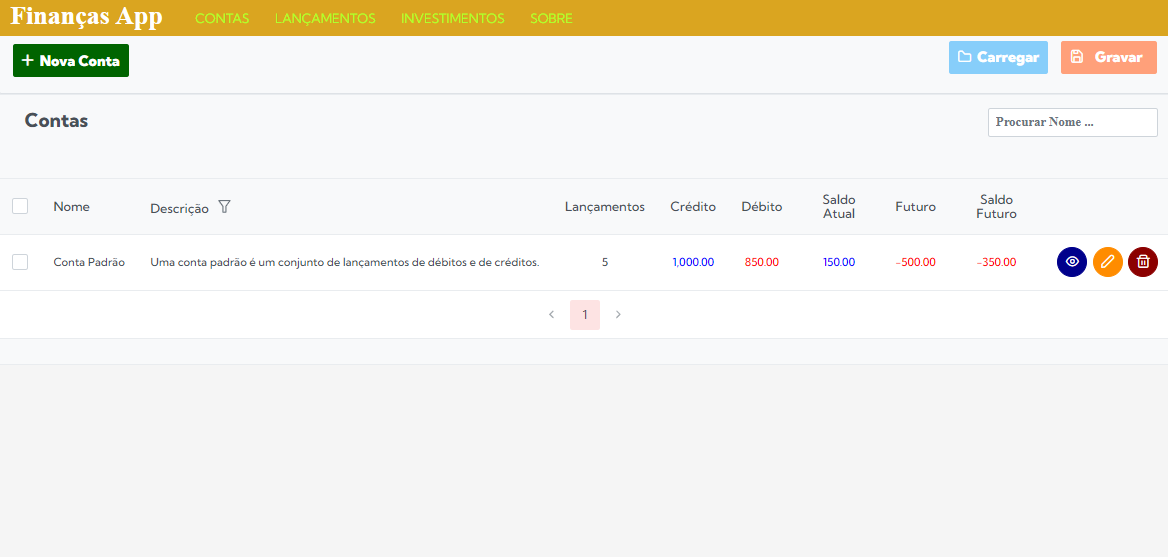 Finanças App CONTAS LANÇAMENTOS INVESTIMENTOS SOBRE
+ Nova Conta Carregar Gravar
Contas Procurar Nome ...
Nome Descrição Lançamentos Crédito Débito Saldo Atual Futuro Saldo Futuro
Conta Padrão Uma conta padrão é um conjunto de lançamentos de débitos e de créditos. 5 1,000.00 850.00 150.00 -500.00 -350.00
< 1 >